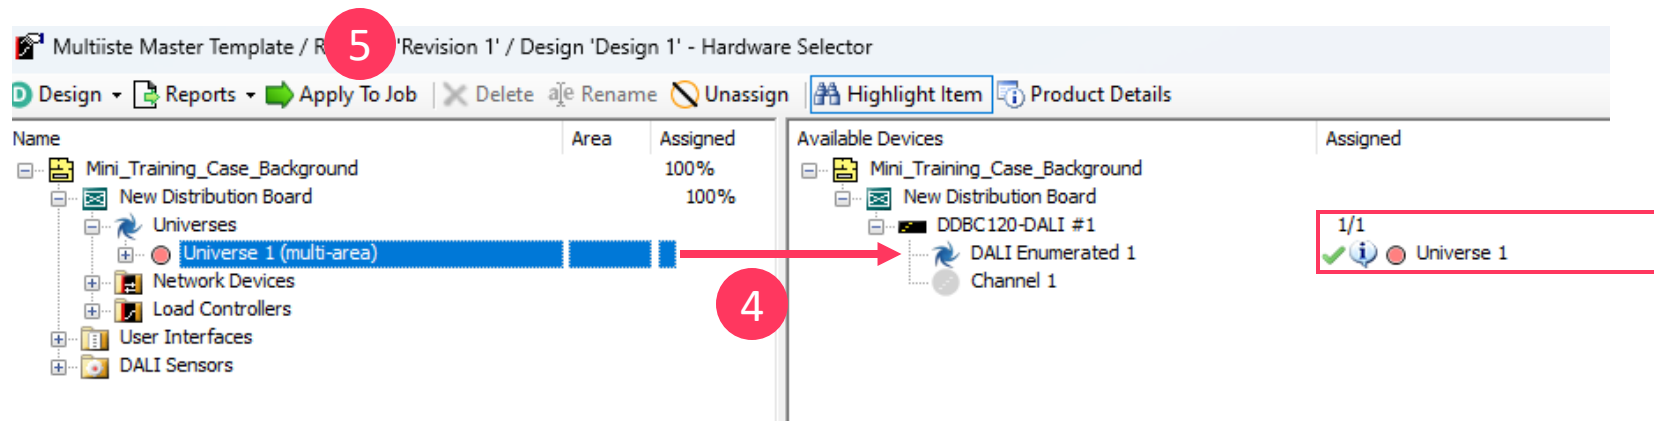 Multiiste Master Template / R 5 'Revision 1' / Design 'Design 1' - Hardware Selector
Design Reports Apply To Job Delete Rename Unassign Highlight Item Product Details
Name Area Assigned
Mini_Training_Case_Background 100%
New Distribution Board 100%
Universes
Universe 1 (multi-area)
Network Devices
Load Controllers
User Interfaces
DALI Sensors
4
Available Devices Assigned
Mini_Training_Case_Background
New Distribution Board
DDBC120-DALI #1 1/1
DALI Enumerated 1 Universe 1
Channel 1